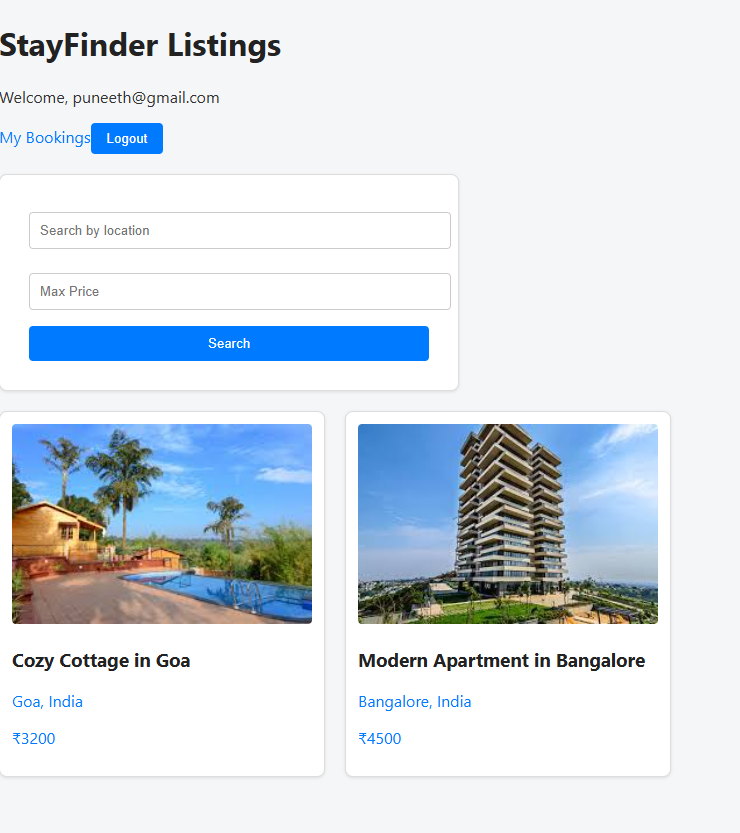 StayFinder Listings
Welcome, puneeth@gmail.com
My Bookings Logout
Search by location
Max Price
Search
Cozy Cottage in Goa
Goa, India
₹3200
Modern Apartment in Bangalore
Bangalore, India
₹4500